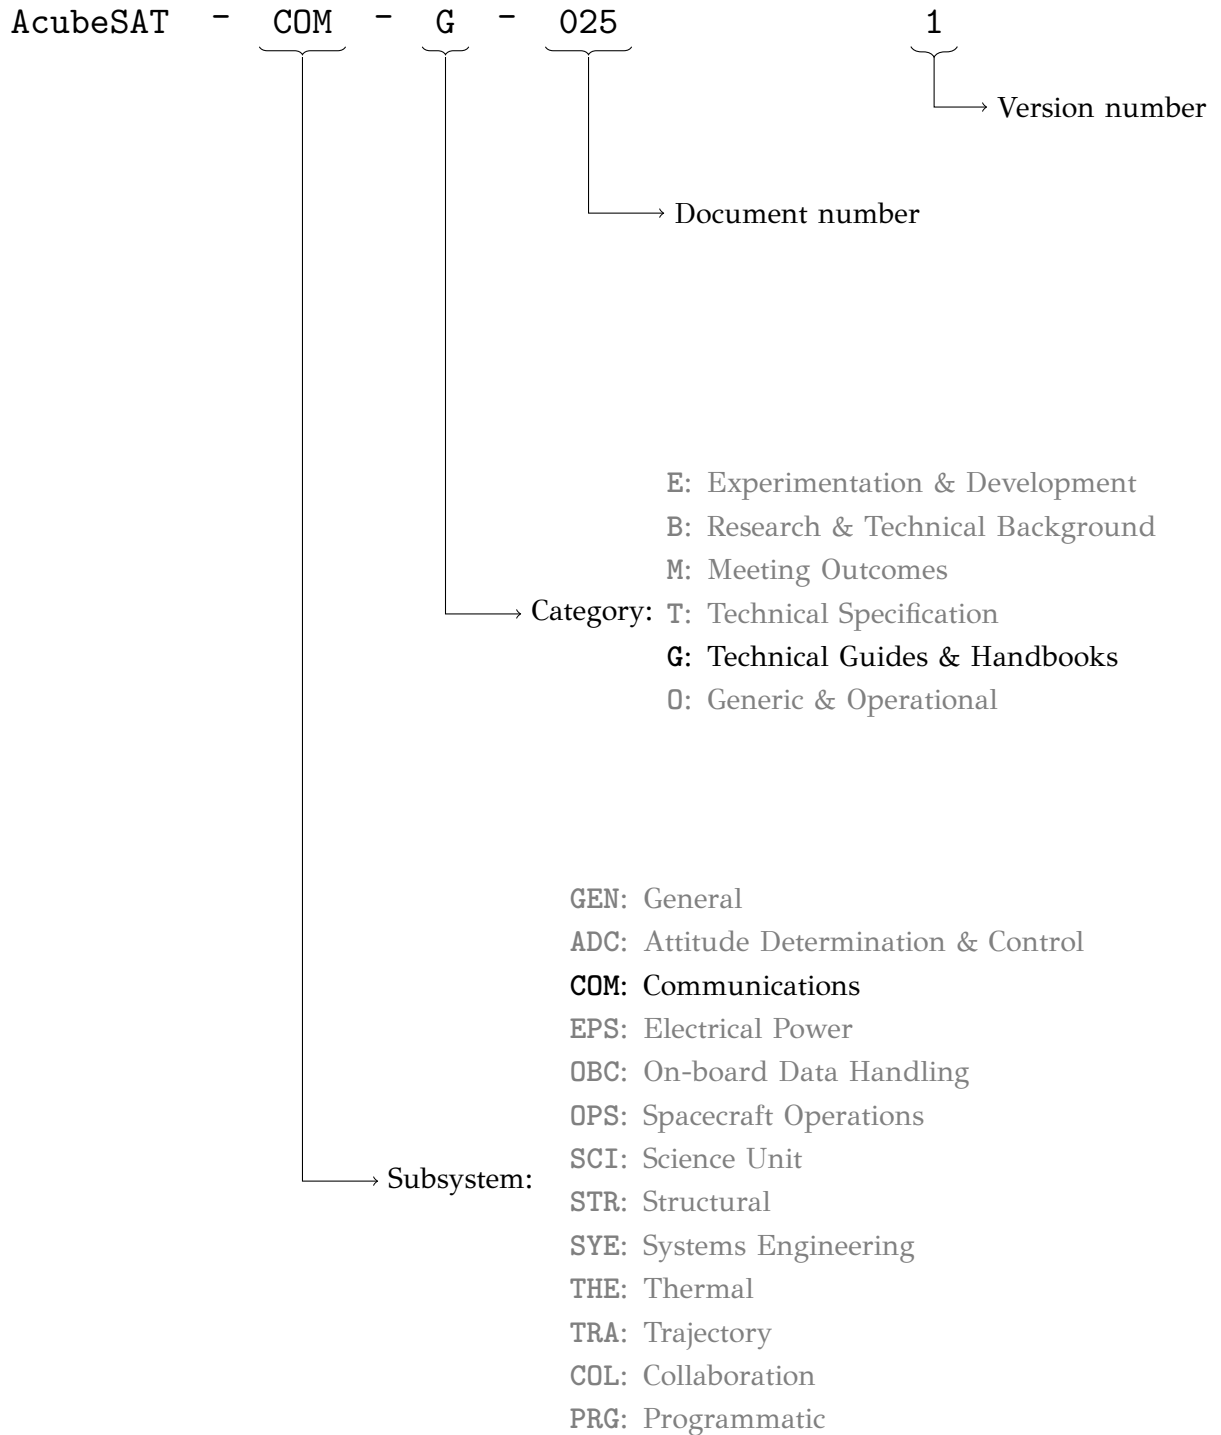 AcubeSAT - COM - G - 025 1
Version number
Document number
E: Experimentation & Development
B: Research & Technical Background
M: Meeting Outcomes
Category: T: Technical Specification
G: Technical Guides & Handbooks
O: Generic & Operational
GEN: General
ADC: Attitude Determination & Control
COM: Communications
EPS: Electrical Power
OBC: On-board Data Handling
OPS: Spacecraft Operations
SCI: Science Unit
Subsystem:
STR: Structural
SYE: Systems Engineering
THE: Thermal
TRA: Trajectory
COL: Collaboration
PRG: Programmatic